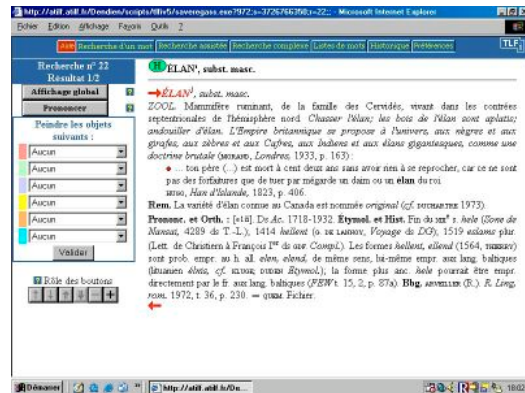 http://atilf.atilf.fr/Dendien/scripts/tlfiv5/saveregass.exe?972;s=3726766350;r=22;; - Microsoft Internet Explorer
Fichier Edition Affichage Favoris Outils ?
Aide Recherche d'un mot Recherche assistée Recherche complexe Listes de mots Historique Préférences
TLF
Recherche n° 22
Résultat 1/2
Affichage global
Prononcer
Peindre les objets
suivants :
Aucun
Aucun
Aucun
Aucun
Aucun
Aucun
Valider
Rôle des boutons
H ÉLAN¹, subst. masc.
ÉLAN¹, subst. masc.
ZOOL. Mammifère ruminant, de la famille des Cervidés, vivant dans les contrées
septentrionales de l'hémisphère nord. Chasser l'élan; les bois de l'élan sont aplatis;
andouiller d'élan. L'Empire britannique se propose à l'univers, aux nègres et aux
girafes, aux zèbres et aux Cafres, aux Indiens et aux élans gigantesques, comme une
doctrine brutale (MORAND, Londres, 1933, p. 163) :
• ... ton père (...) est mort à cent deux ans sans avoir rien à se reprocher, car ce ne sont
pas des forfaitures que de tuer par mégarde un daim ou un élan du roi.
HUGO, Han d'Islande, 1823, p. 406.
Rem. La variété d'élan connue au Canada est nommée orignal (cf. DUCHARTRE 1973).
Prononc. et Orth. : [elɑ̃]. Ds Ac. 1718-1932. Étymol. et Hist. Fin du XIIIe s. hele (Sone de
Nansai, 4289 ds T.-L.); 1414 hellent (G. DE LANNOY, Voyage ds GDF); 1519 eslams plur.
(Lett. de Christiern à François Ier ds GDF. Compl.). Les formes hellent, ellend (1564,
sont prob. empr. au h. all. elen, elend, de même sens, lui-même empr. aux lang. baltiques
(lituanien élnis, cf. KLUGE; DUDEN Étymol.); la forme plus anc. hele pourrait être empr.
directement par le fr. aux lang. baltiques (FEW t. 15, 2, p. 87a). Bbg. ARVEILLER (R.). R. Ling.
rom. 1972, t. 36, p. 230. — QUEM. Fichier.
Démarrer
http://atilf.atilf.fr/De...
18:02